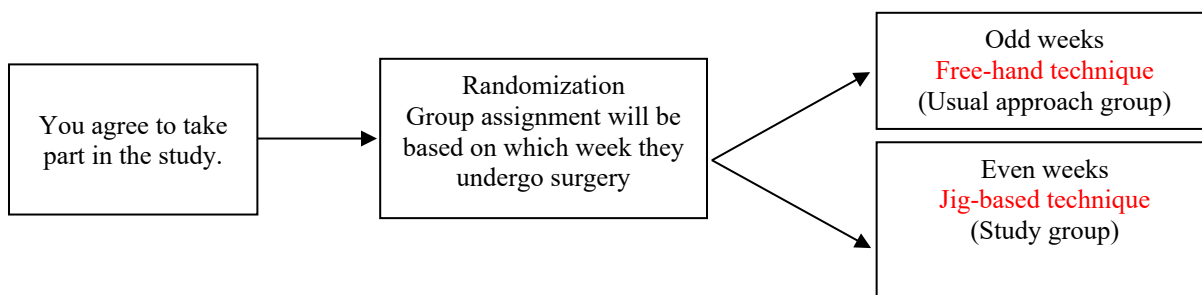 You agree to take
part in the study.
Randomization
Group assignment will be
based on which week they
undergo surgery
Odd weeks
Free-hand technique
(Usual approach group)
Even weeks
Jig-based technique
(Study group)